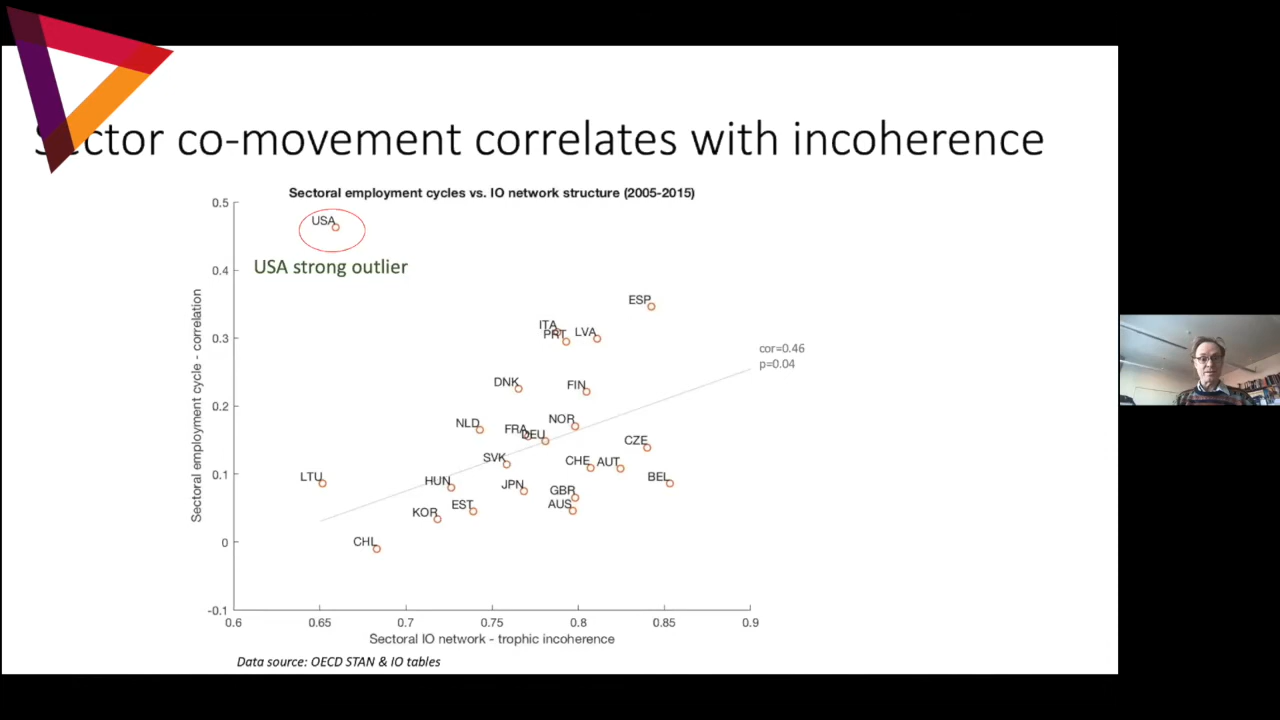 Sector co-movement correlates with incoherence
Sectoral employment cycles vs. IO network structure (2005-2015)
0.5
USA
USA strong outlier
0.4
ESP
ITA
PRT
LVA
0.3
cor=0.46
p=0.04
DNK
FIN
0.2
NLD
FRA
DEU
NOR
CZE
SVK
CHE
AUT
0.1
LTU
HUN
JPN
GBR
BEL
KOR
EST
AUS
0
CHL
-0.1
0.6
0.65
0.7
0.75
0.8
0.85
0.9
Sectoral employment cycle - correlation
Sectoral IO network - trophic incoherence
Data source: OECD STAN & IO tables